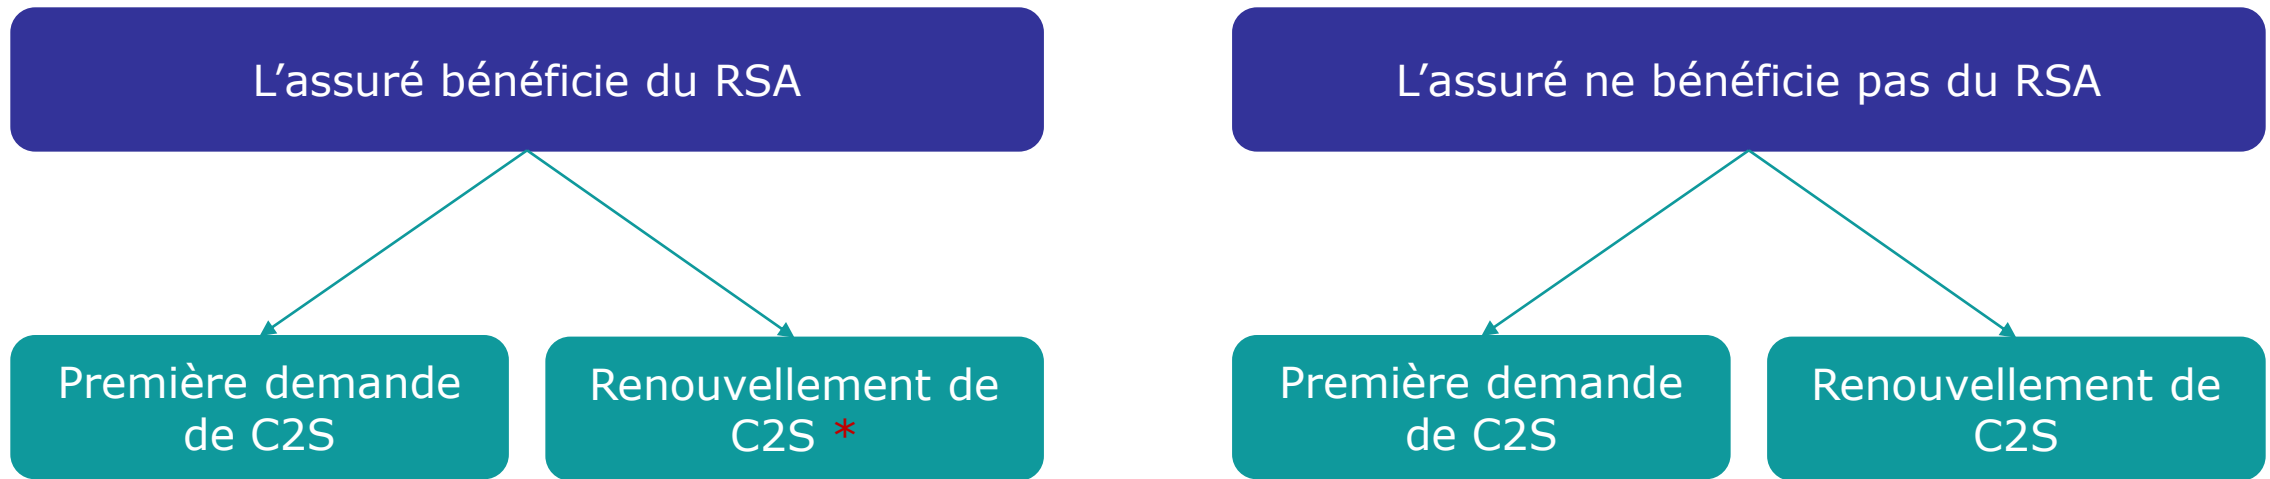 L’assuré bénéficie du RSA
L’assuré ne bénéficie pas du RSA
Première demande
de C2S
Renouvellement de
C2S *
Première demande
de C2S
Renouvellement de
C2S